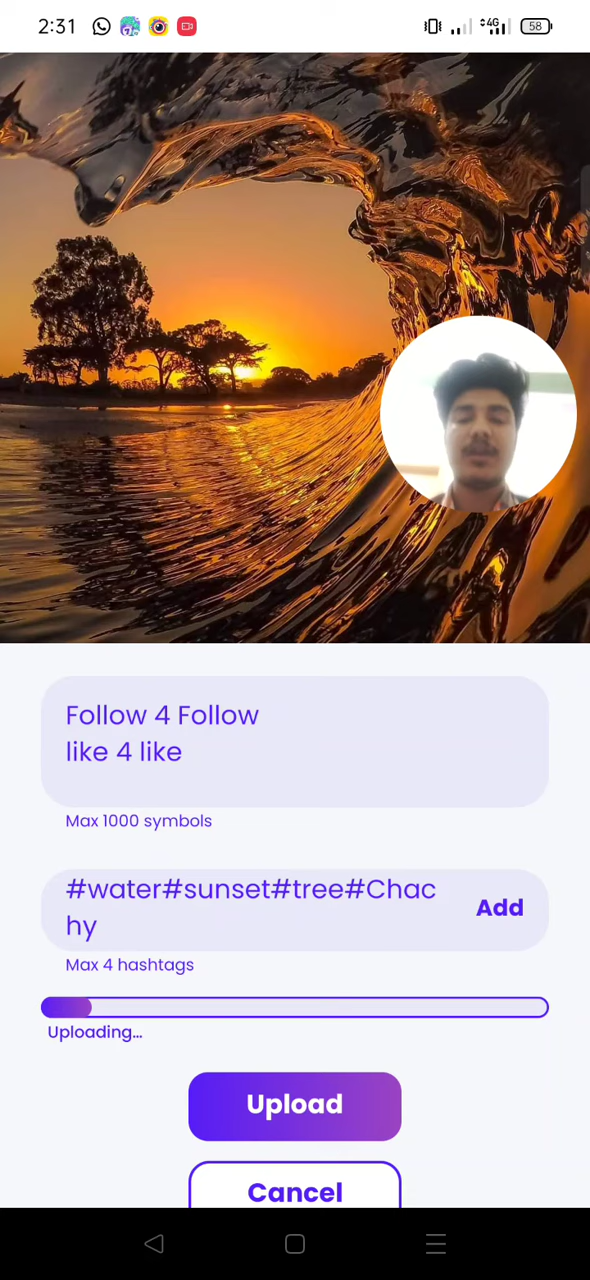 2:31
4G
58
Follow 4 Follow
like 4 like
Max 1000 symbols
#water#sunset#tree#Chac
hy
Add
Max 4 hashtags
Uploading...
Upload
Cancel